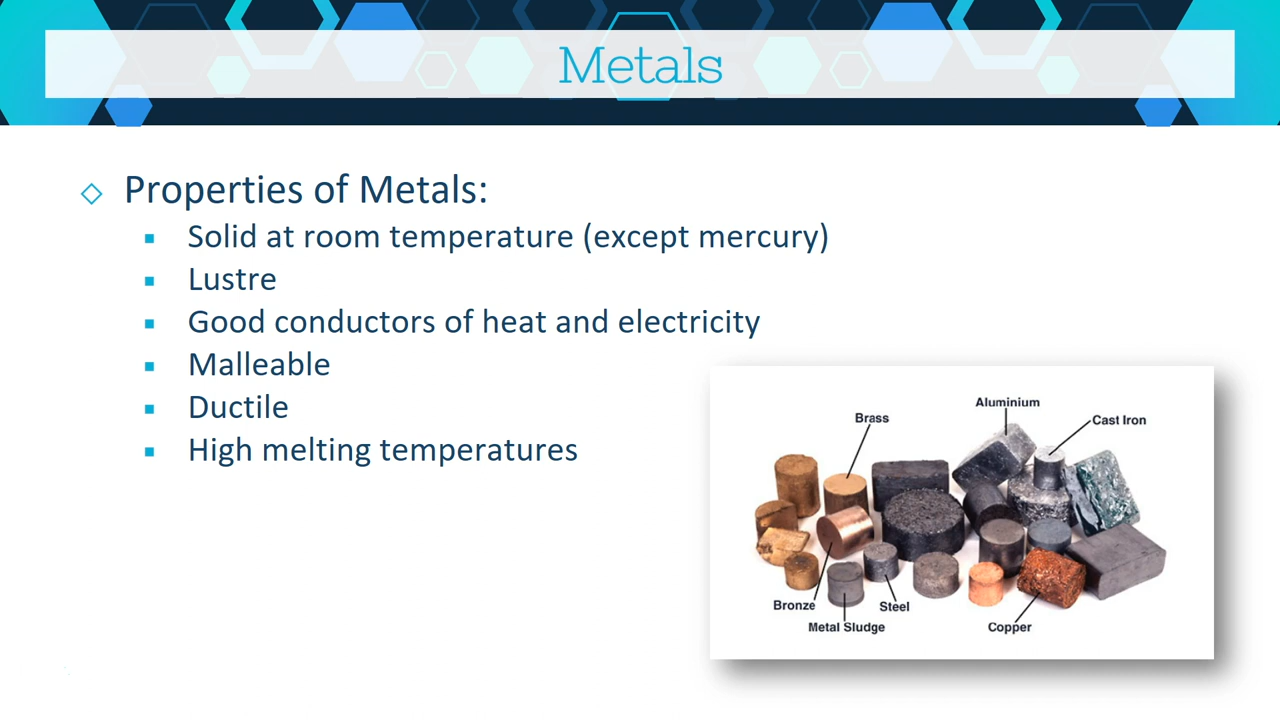 Metals
Properties of Metals:
Solid at room temperature (except mercury)
Lustre
Good conductors of heat and electricity
Malleable
Ductile
High melting temperatures
Aluminium
Brass
Cast Iron
Bronze
Steel
Metal Sludge
Copper